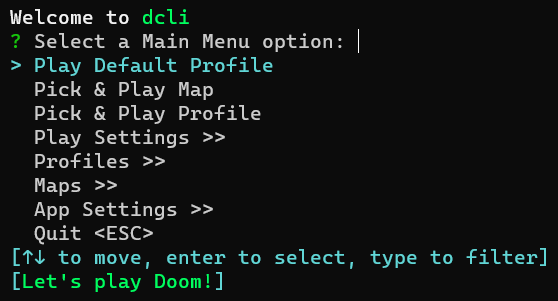 Welcome to dcli
? Select a Main Menu option:
> Play Default Profile
Pick & Play Map
Pick & Play Profile
Play Settings >>
Profiles >>
Maps >>
App Settings >>
Quit <ESC>
[↑↓ to move, enter to select, type to filter]
[Let's play Doom!]